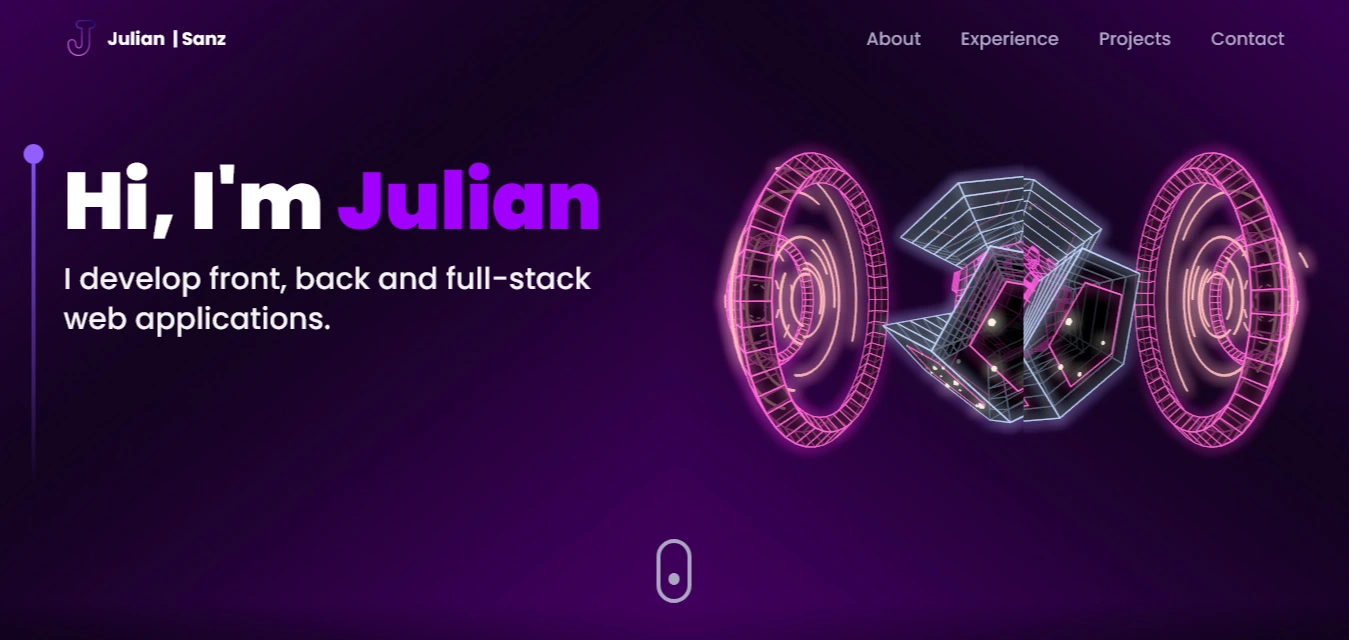 J
Julian | Sanz
About
Experience
Projects
Contact
Hi, I'm Julian
I develop front, back and full-stack
web applications.